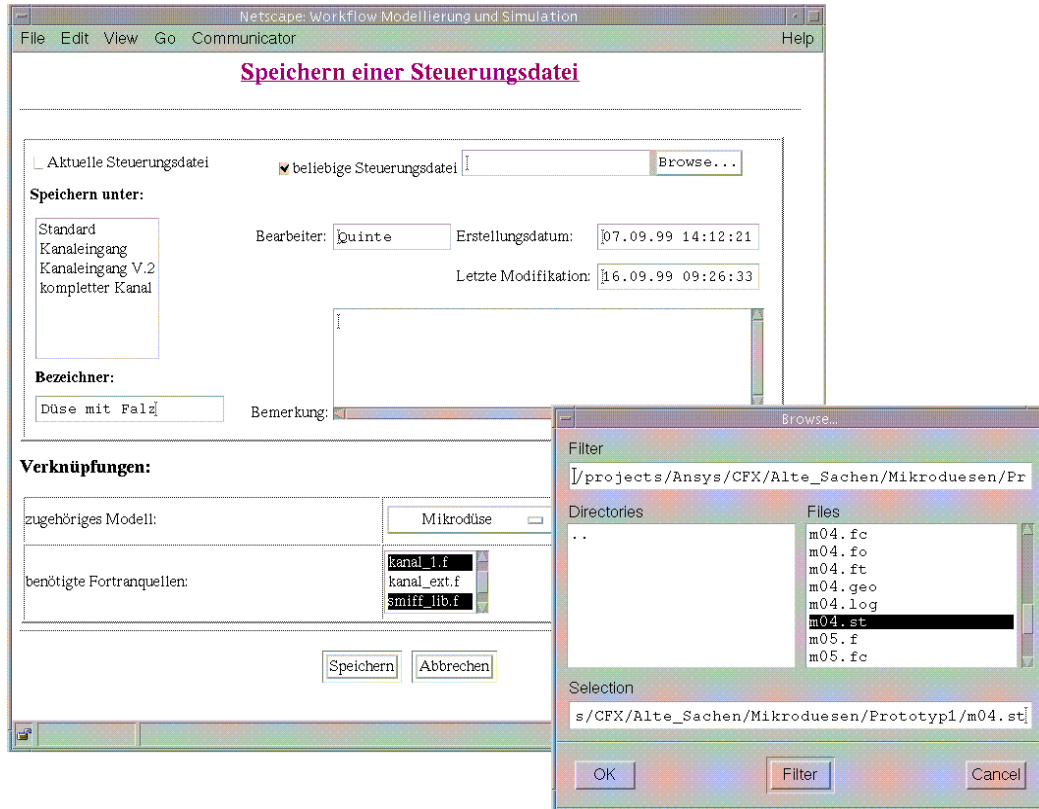 Netscape: Workflow Modellierung und Simulation
File Edit View Go Communicator Help
Speichern einer Steuerungsdatei
Aktuelle Steuerungsdatei
beliebige Steuerungsdatei Browse...
Speichern unter:
Standard
Kanaleingang
Kanaleingang V.2
kompletter Kanal
Bearbeiter: Quinte Erstellungsdatum: 07.09.99 14:12:21
Letzte Modifikation: 16.09.99 09:26:33
Bezeichner:
Düse mit Falz
Bemerkung:
Verknüpfungen:
zugehöriges Modell: Mikrodüse
benötigte Fortranquellen:
kanal_1.f
kanal_ext.f
smiff_lib.f
Speichern Abbrechen
Browse...
Filter
/projects/Ansys/CFX/Alte_Sachen/Mikroduesen/Pr
Directories
..
Files
m04.fc
m04.fo
m04.ft
m04.geo
m04.log
m04.st
m05.f
m05.fc
Selection
s/CFX/Alte_Sachen/Mikroduesen/Prototyp1/m04.st
OK Filter Cancel